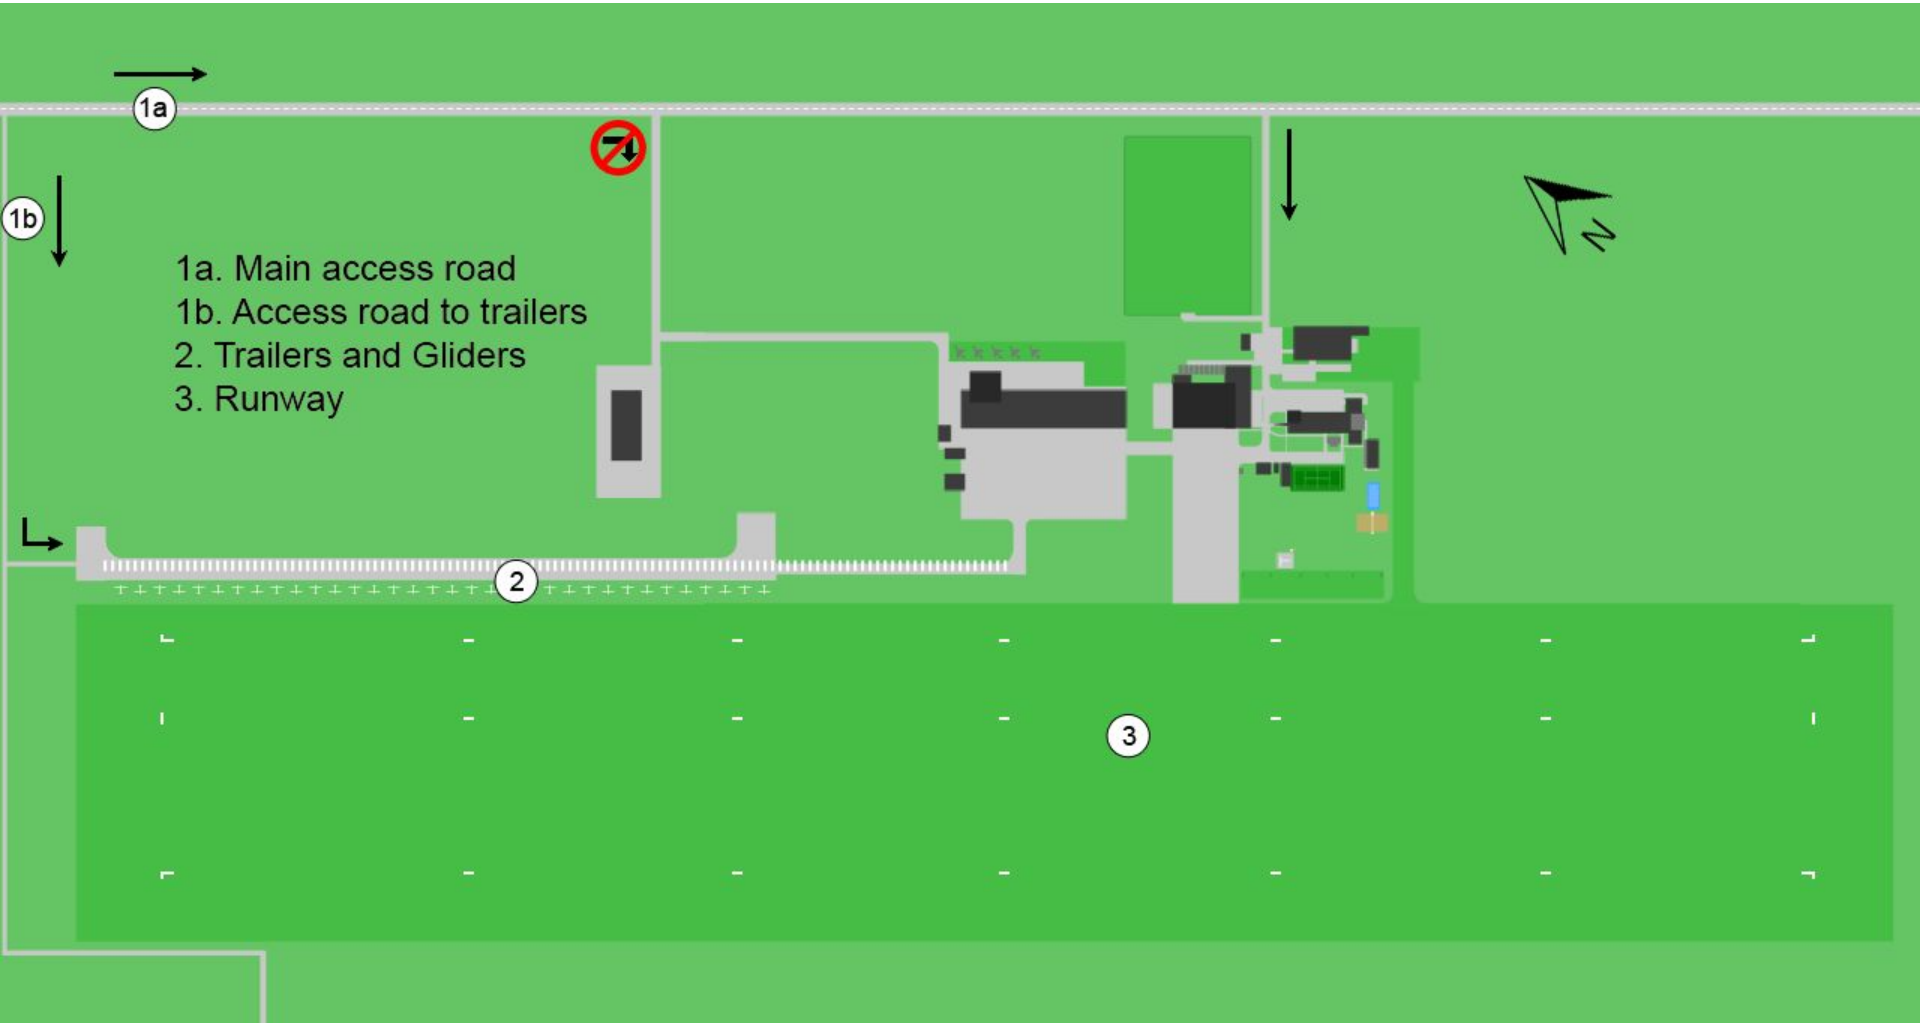 1a
1b
1a. Main access road
1b. Access road to trailers
2. Trailers and Gliders
3. Runway
N
2
3